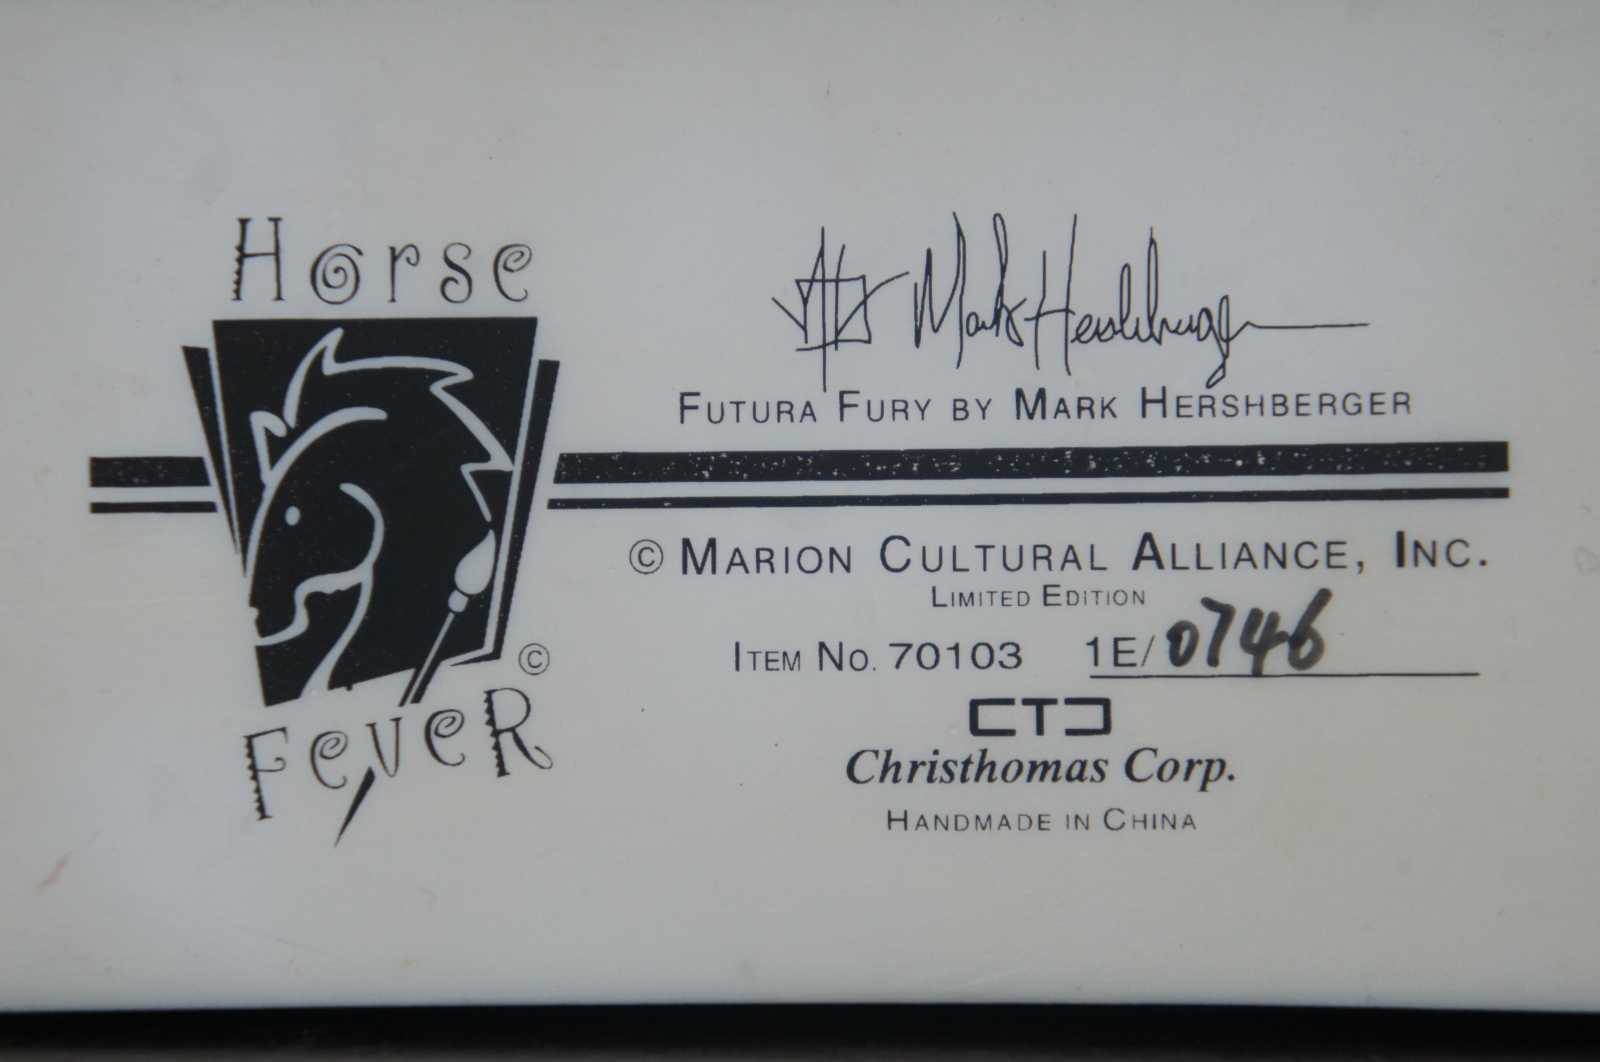 Horse
Fever
©
Mark Hershberger
FUTURA FURY BY MARK HERSHBERGER
© MARION CULTURAL ALLIANCE, INC.
LIMITED EDITION
ITEM NO. 70103 1E/0746
CTC
Christhomas Corp.
HANDMADE IN CHINA